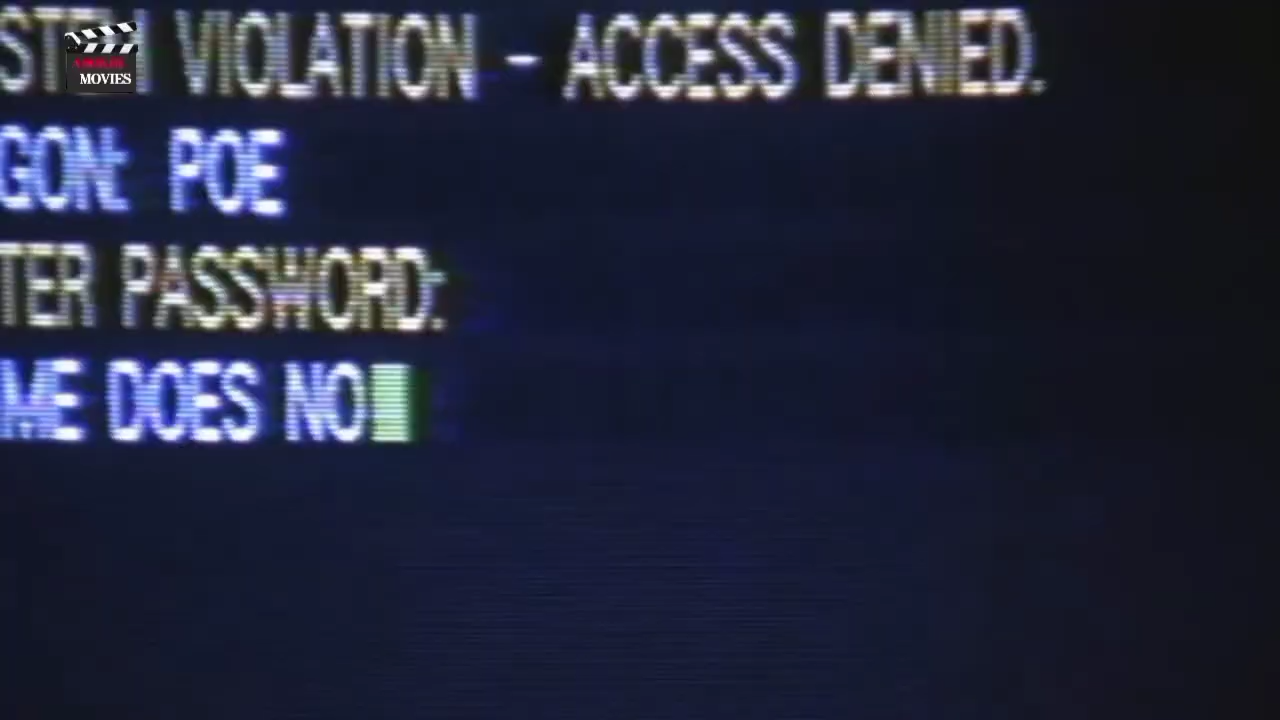 STEM VIOLATION - ACCESS DENIED.
GON: POE
TER PASSWORD:
ME DOES NO
MOVIES